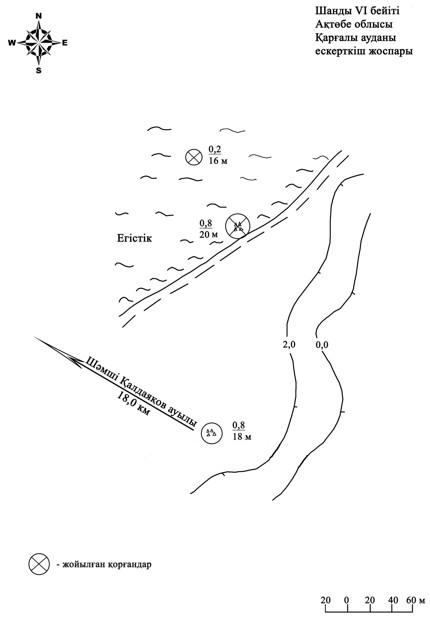 N
W E
S
Шанды VI бейіті
Ақтөбе облысы
Қарғалы ауданы
ескерткіш жоспары
0,2
16 м
0,8
20 м
Егістік
2,0 0,0
Шәмші Қалдаяков ауылы
18,0 км
0,8
18 м
- жойылған қорғандар
20 0 20 40 60 м